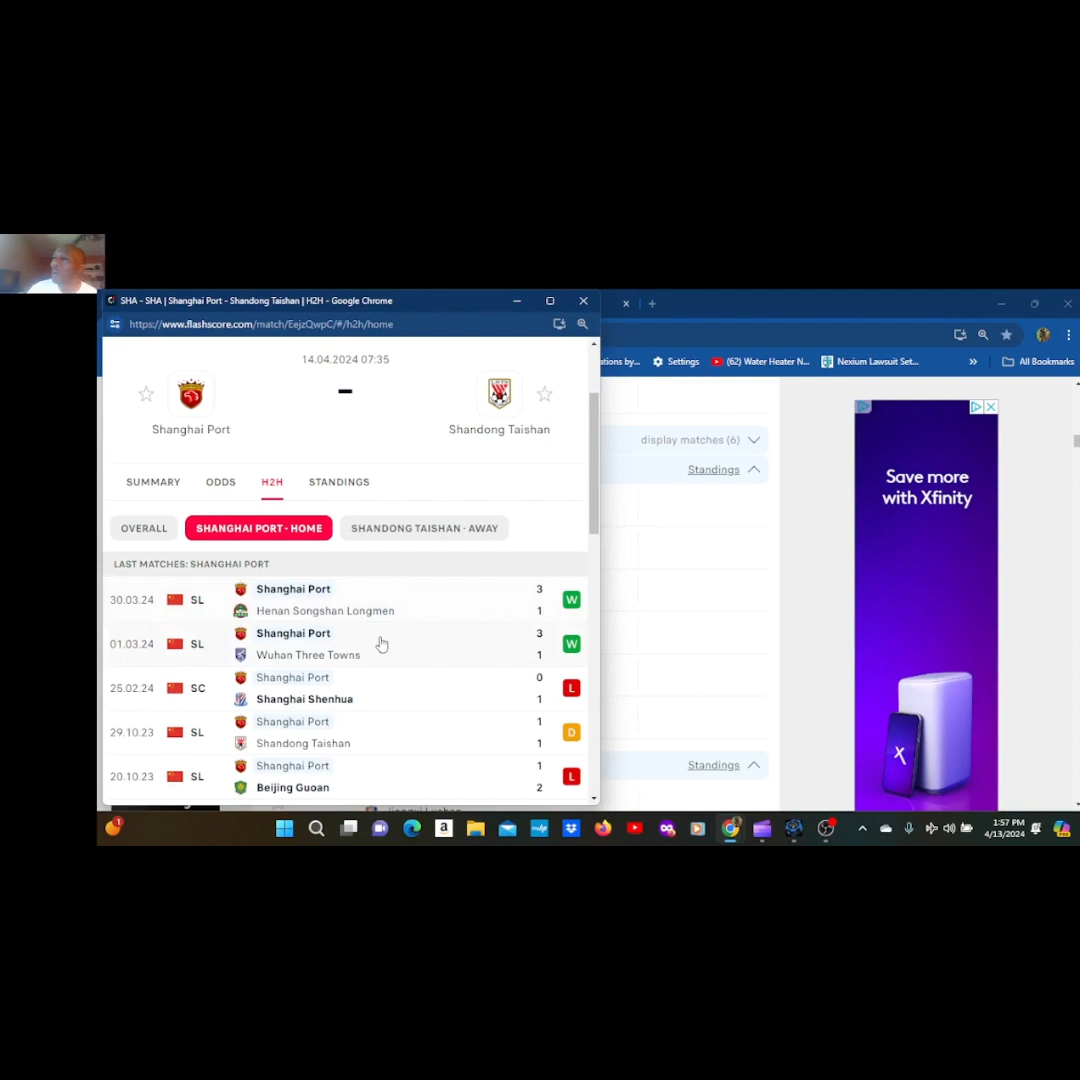 SHA - SHA | Shanghai Port - Shandong Taishan | H2H - Google Chrome
https://www.flashscore.com/match/EejzQwpC/#/h2h/home
ations by...
Settings
(62) Water Heater N...
Nexium Lawsuit Set...
»
All Bookmarks
14.04.2024 07:35
-
Shanghai Port
Shandong Taishan
SUMMARY
ODDS
H2H
STANDINGS
OVERALL
SHANGHAI PORT - HOME
SHANDONG TAISHAN - AWAY
LAST MATCHES: SHANGHAI PORT
30.03.24 SL Shanghai Port 3 W
Henan Songshan Longmen 1
01.03.24 SL Shanghai Port 3 W
Wuhan Three Towns 1
25.02.24 SC Shanghai Port 0 L
Shanghai Shenhua 1
29.10.23 SL Shanghai Port 1 D
Shandong Taishan 1
20.10.23 SL Shanghai Port 1 L
Beijing Guoan 2
display matches (6)
Standings
Standings
Save more
with Xfinity
X
1
a
1:57 PM
4/13/2024